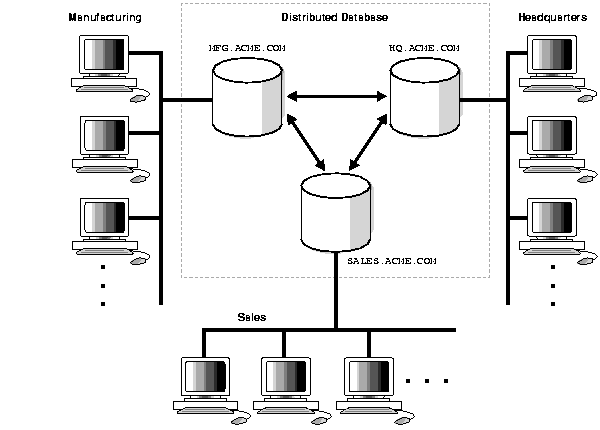 Manufacturing
Distributed Database
Headquarters
MFG.ACME.COM
HQ.ACME.COM
SALES.ACME.COM
Sales